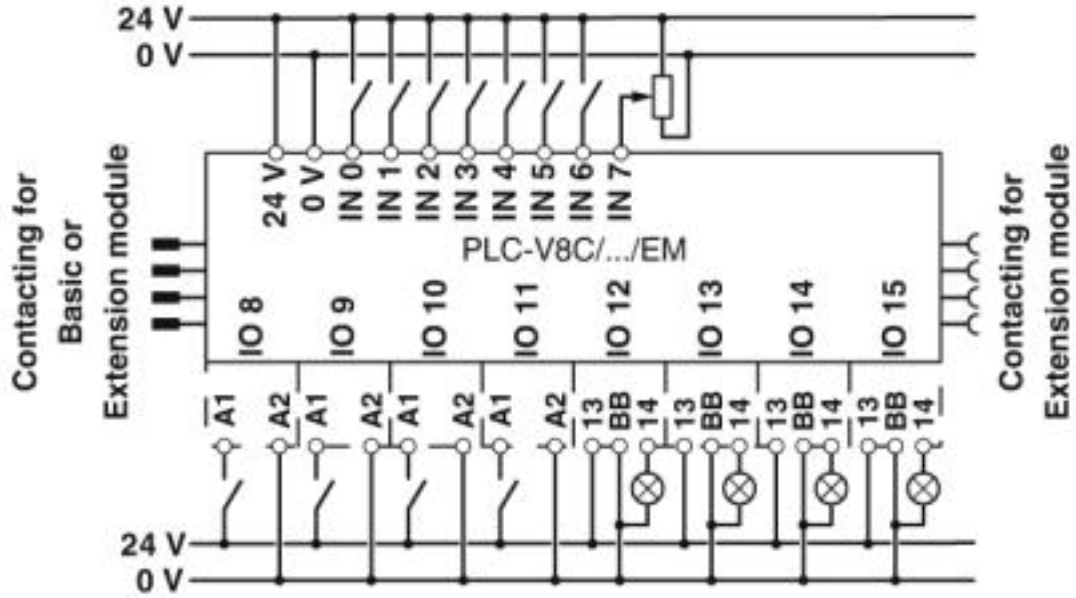 24 V
0 V
24 V
0 V
IN 0
IN 1
IN 2
IN 3
IN 4
IN 5
IN 6
IN 7
Contacting for
Basic or
Extension module
PLC-V8C/.../EM
Contacting for
Extension module
IO 8
IO 9
IO 10
IO 11
IO 12
IO 13
IO 14
IO 15
A1
A2
A1
A2
A1
A2
A1
A2
13
BB
14
13
BB
14
13
BB
14
13
BB
14
24 V
0 V